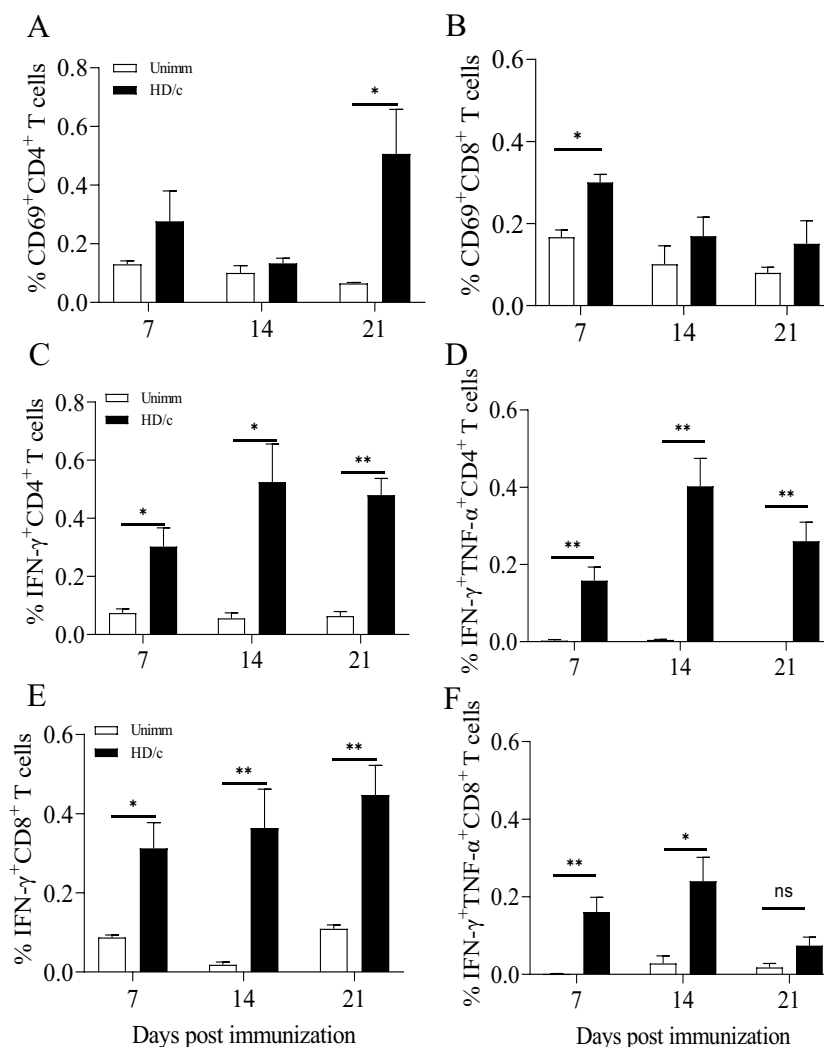 A
% CD69⁺CD4⁺ T cells
0.8
0.6
0.4
0.2
0.0
Unimm
HD/c
*
7 14 21
B
% CD69⁺CD8⁺ T cells
0.6
0.4
0.3
0.1
0.0
*
7 14 21
C
% IFN-γ⁺CD4⁺ T cells
0.8
0.6
0.4
0.2
0.0
Unimm
HD/c
* * **
7 14 21
D
% IFN-γ⁺TNF-α⁺CD4⁺ T cells
0.6
0.4
0.2
0.0
** ** **
7 14 21
E
% IFN-γ⁺CD8⁺ T cells
0.6
0.4
0.2
0.0
Unimm
HD/c
* ** **
7 14 21
Days post immunization
F
% IFN-γ⁺TNF-α⁺CD8⁺ T cells
0.6
0.4
0.2
0.0
** * ns
7 14 21
Days post immunization